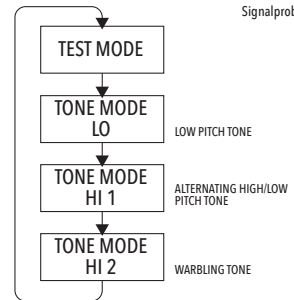 Signalprob
TEST MODE
TONE MODE
LO
LOW PITCH TONE
TONE MODE
HI 1
ALTERNATING HIGH/LOW
PITCH TONE
TONE MODE
HI 2
WARBLING TONE